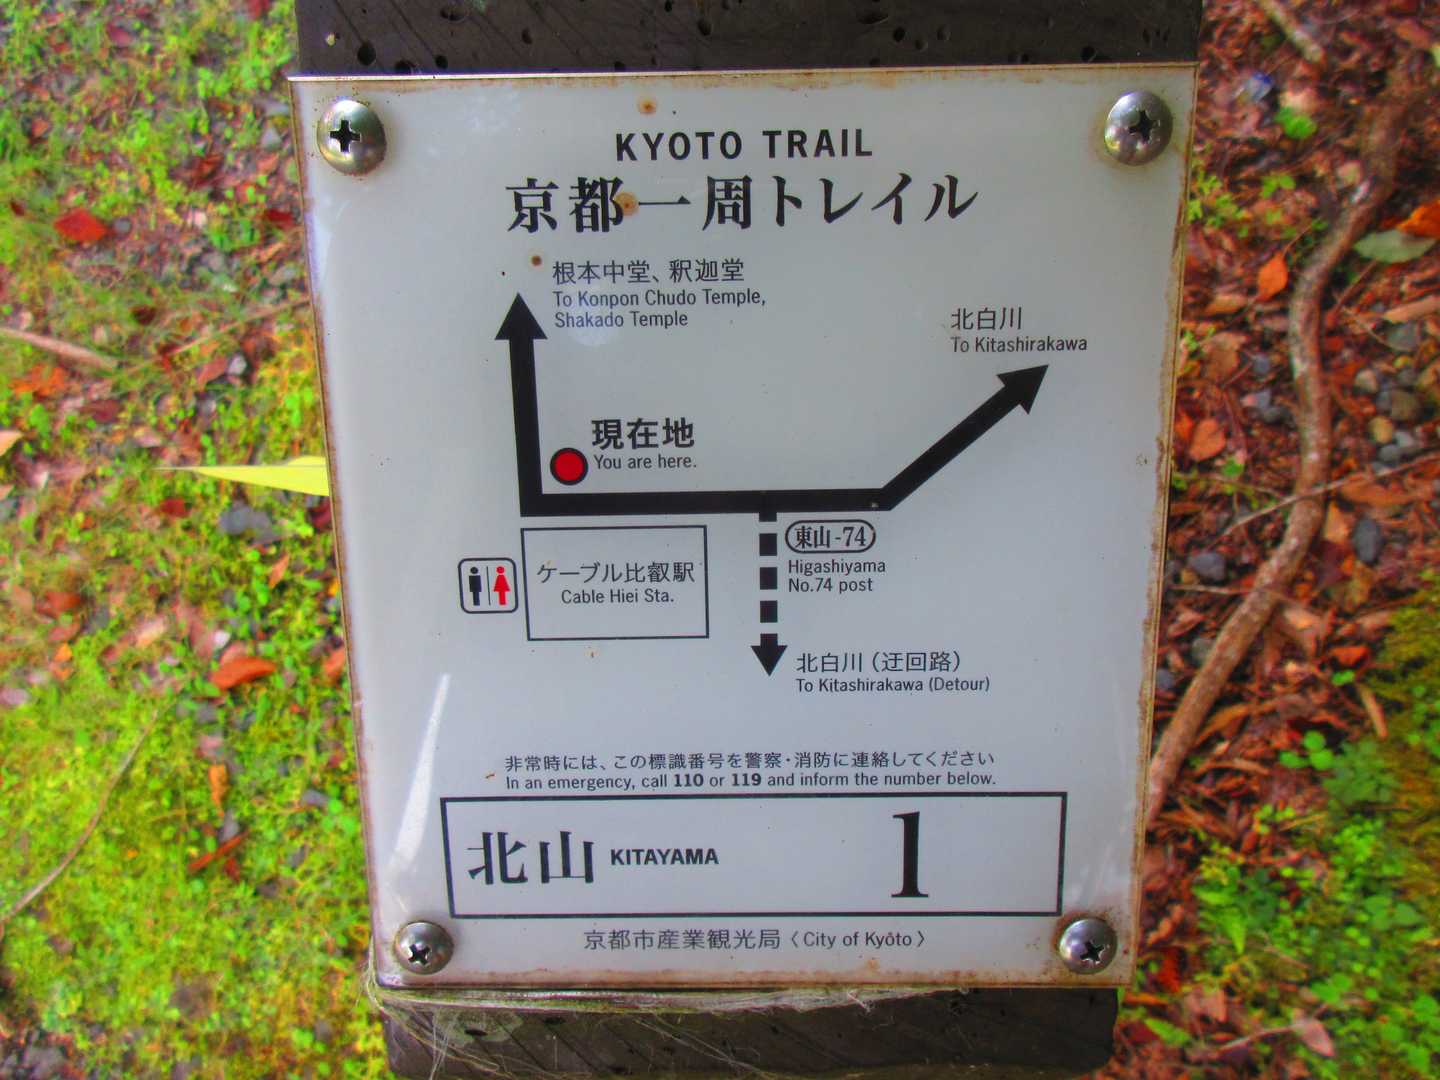 KYOTO TRAIL
京都一周トレイル
根本中堂、釈迦堂
To Konpon Chudo Temple,
Shakado Temple
北白川
To Kitashirakawa
現在地
You are here.
東山-74
Higashiyama
No.74 post
ケーブル比叡駅
Cable Hiei Sta.
北白川（迂回路）
To Kitashirakawa (Detour)
非常時には、この標識番号を警察・消防に連絡してください
In an emergency, call 110 or 119 and inform the number below.
北山 KITAYAMA 1
京都市産業観光局〈City of Kyōto〉